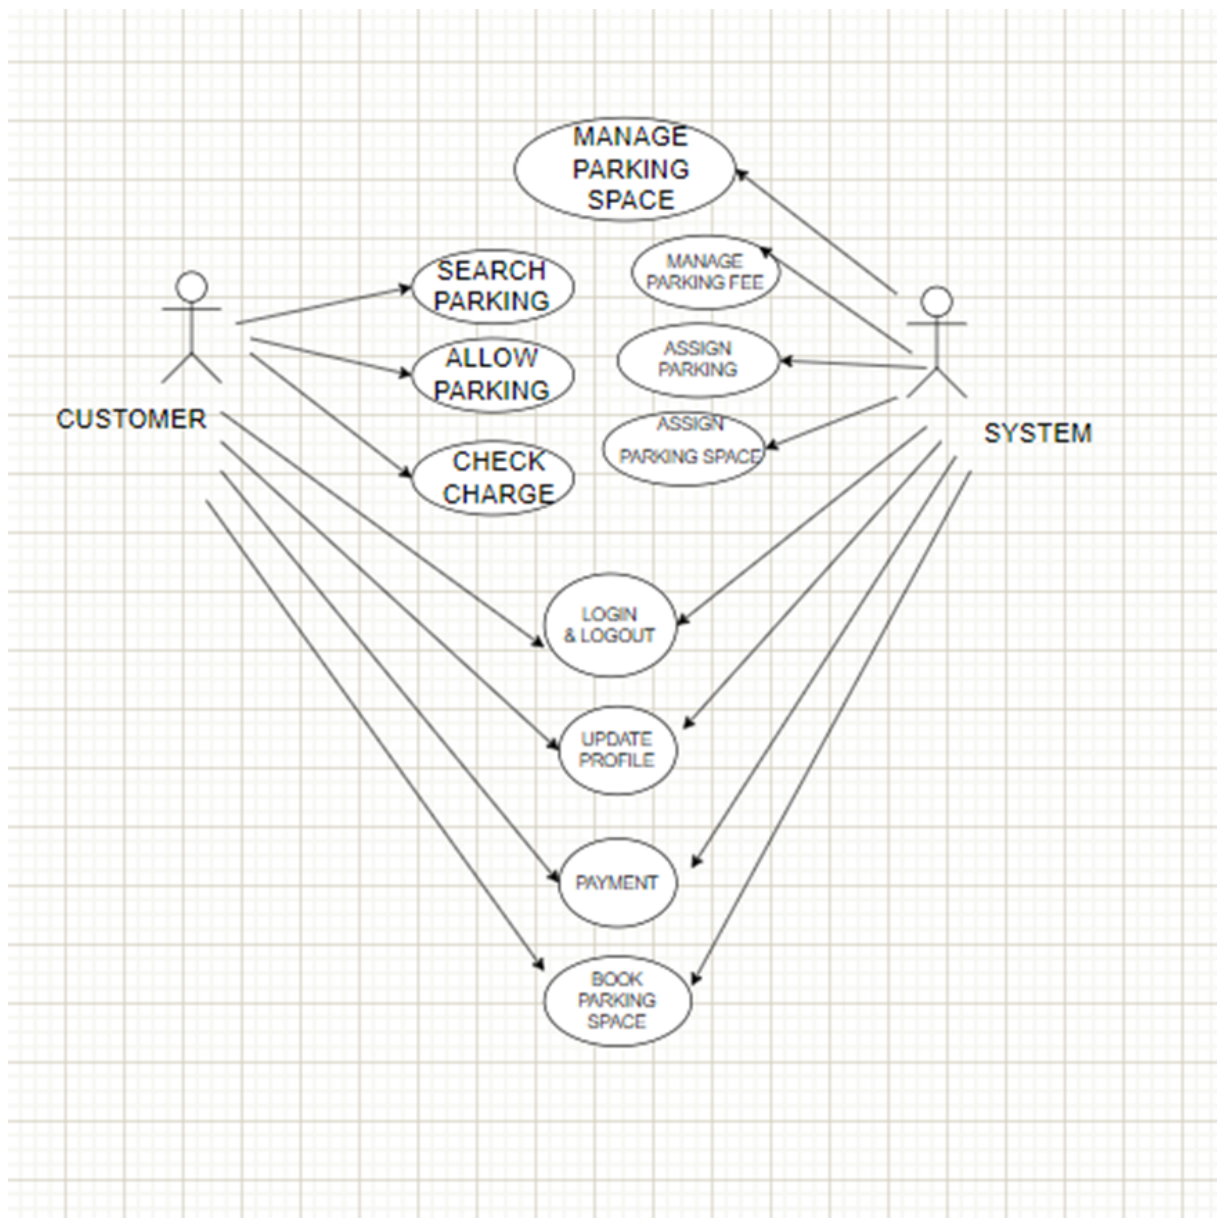 MANAGE
PARKING
SPACE
SEARCH
PARKING
MANAGE
PARKING FEE
ALLOW
PARKING
ASSIGN
PARKING
CUSTOMER
SYSTEM
CHECK
CHARGE
ASSIGN
PARKING SPACE
LOGIN
& LOGOUT
UPDATE
PROFILE
PAYMENT
BOOK
PARKING
SPACE